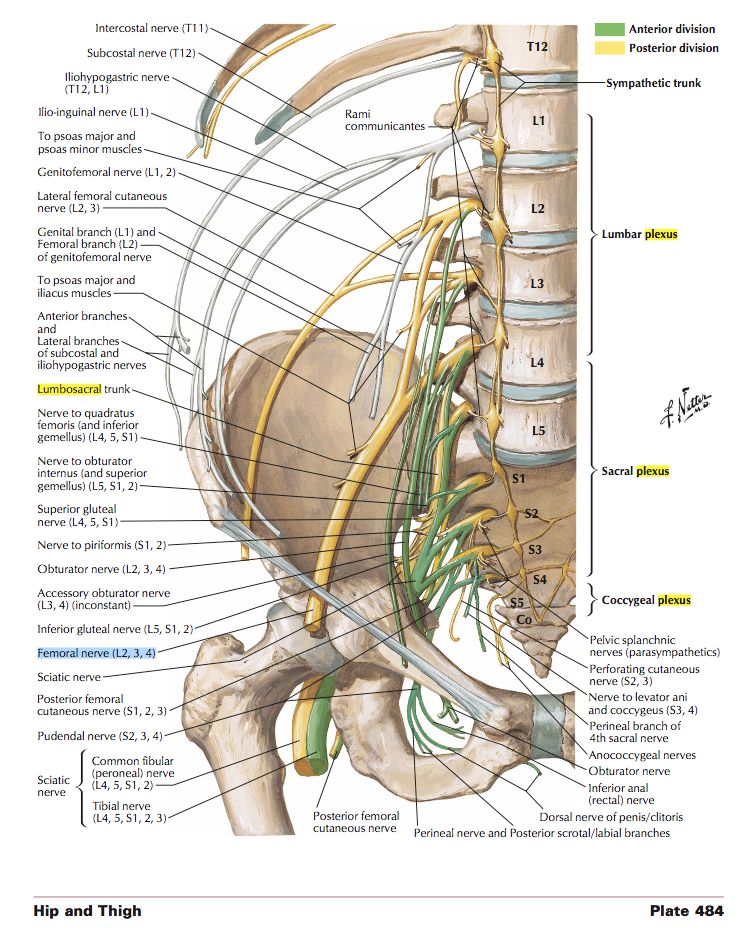 Intercostal nerve (T11)
Subcostal nerve (T12)
Iliohypogastric nerve
(T12, L1)
Ilio-inguinal nerve (L1)
To psoas major and
psoas minor muscles
Genitofemoral nerve (L1, 2)
Lateral femoral cutaneous
nerve (L2, 3)
Genital branch (L1) and
Femoral branch (L2)
of genitofemoral nerve
To psoas major and
iliacus muscles
Anterior branches
and
Lateral branches
of subcostal and
iliohypogastric nerves
Lumbosacral trunk
Nerve to quadratus
femoris (and inferior
gemellus) (L4, 5, S1)
Nerve to obturator
internus (and superior
gemellus) (L5, S1, 2)
Superior gluteal
nerve (L4, 5, S1)
Nerve to piriformis (S1, 2)
Obturator nerve (L2, 3, 4)
Accessory obturator nerve
(L3, 4) (inconstant)
Inferior gluteal nerve (L5, S1, 2)
Femoral nerve (L2, 3, 4)
Sciatic nerve
Posterior femoral
cutaneous nerve (S1, 2, 3)
Pudendal nerve (S2, 3, 4)
Sciatic
nerve
Common fibular
(peroneal) nerve
(L4, 5, S1, 2)
Tibial nerve
(L4, 5, S1, 2, 3)
Rami
communicantes
T12
L1
L2
L3
L4
L5
S1
S2
S3
S4
S5
Co
Anterior division
Posterior division
Sympathetic trunk
Lumbar plexus
F. Netter
M.D.
Sacral plexus
Coccygeal plexus
Pelvic splanchnic
nerves (parasympathetics)
Perforating cutaneous
nerve (S2, 3)
Nerve to levator ani
and coccygeus (S3, 4)
Perineal branch of
4th sacral nerve
Anococcygeal nerves
Obturator nerve
Inferior anal
(rectal) nerve
Dorsal nerve of penis/clitoris
Perineal nerve and Posterior scrotal/labial branches
Posterior femoral
cutaneous nerve
Hip and Thigh
Plate 484